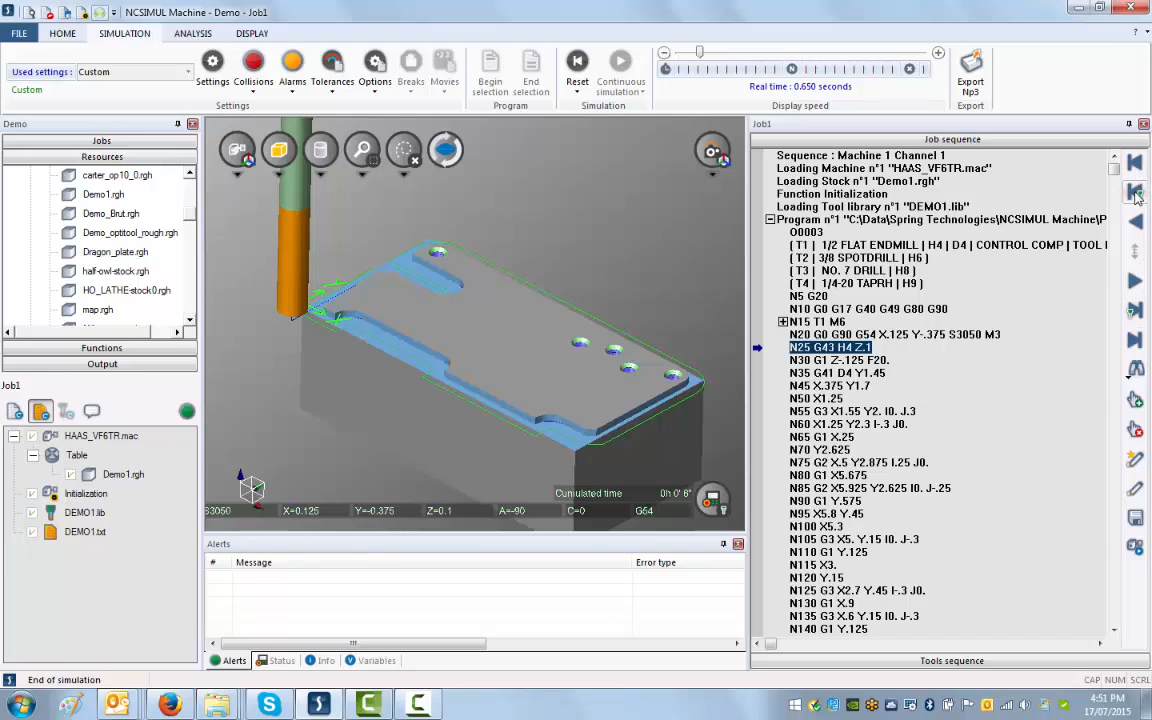 NCSIMUL Machine - Demo - Job1
FILE
HOME
SIMULATION
ANALYSIS
DISPLAY
Used settings :
Custom
Custom
Settings
Collisions
Alarms
Tolerances
Options
Breaks
Movies
Settings
Begin selection
End selection
Program
Reset
Continuous simulation
Simulation
N
Real time : 0.650 seconds
Display speed
Export Np3
Export
Demo
Jobs
Resources
carter_op10_0.rgh
Demo1.rgh
Demo_Brut.rgh
Demo_optitool_rough.rgh
Dragon_plate.rgh
half-owl-stock.rgh
HO_LATHE-stock0.rgh
map.rgh
Functions
Output
Job1
HAAS_VF6TR.mac
Table
Demo1.rgh
Initialization
DEMO1.lib
DEMO1.txt
Cumulated time 0h 0' 6"
S3050 X=0.125 Y=-0.375 Z=0.1 A=-90 C=0 G54
Alerts
# Message Error type
Alerts
Status
Info
Variables
Job1
Job sequence
Sequence : Machine 1 Channel 1
Loading Machine n°1 "HAAS_VF6TR.mac"
Loading Stock n°1 "Demo1.rgh"
Function Initialization
Loading Tool library n°1 "DEMO1.lib"
Program n°1 "C:\Data\Spring Technologies\NCSIMUL Machine\P
O0003
( T1 | 1/2 FLAT ENDMILL | H4 | D4 | CONTROL COMP | TOOL I
( T2 | 3/8 SPOTDRILL | H6 )
( T3 | NO. 7 DRILL | H8 )
( T4 | 1/4-20 TAPRH | H9 )
N5 G20
N10 G0 G17 G40 G49 G80 G90
N15 T1 M6
N20 G0 G90 G54 X.125 Y-.375 S3050 M3
N25 G43 H4 Z.1
N30 G1 Z-.125 F20.
N35 G41 D4 Y1.45
N45 X.375 Y1.7
N50 X1.25
N55 G3 X1.55 Y2. I0. J.3
N60 X1.25 Y2.3 I-.3 J0.
N65 G1 X.25
N70 Y2.625
N75 G2 X.5 Y2.875 I.25 J0.
N80 G1 X5.675
N85 G2 X5.925 Y2.625 I0. J-.25
N90 G1 Y.575
N95 X5.8 Y.45
N100 X5.3
N105 G3 X5. Y.15 I0. J-.3
N110 G1 Y.125
N115 X3.
N120 Y.15
N125 G3 X2.7 Y.45 I-.3 J0.
N130 G1 X.9
N135 G3 X.6 Y.15 J-.3
N140 G1 Y.125
Tools sequence
End of simulation
CAP NUM SCRL
4:51 PM
17/07/2015